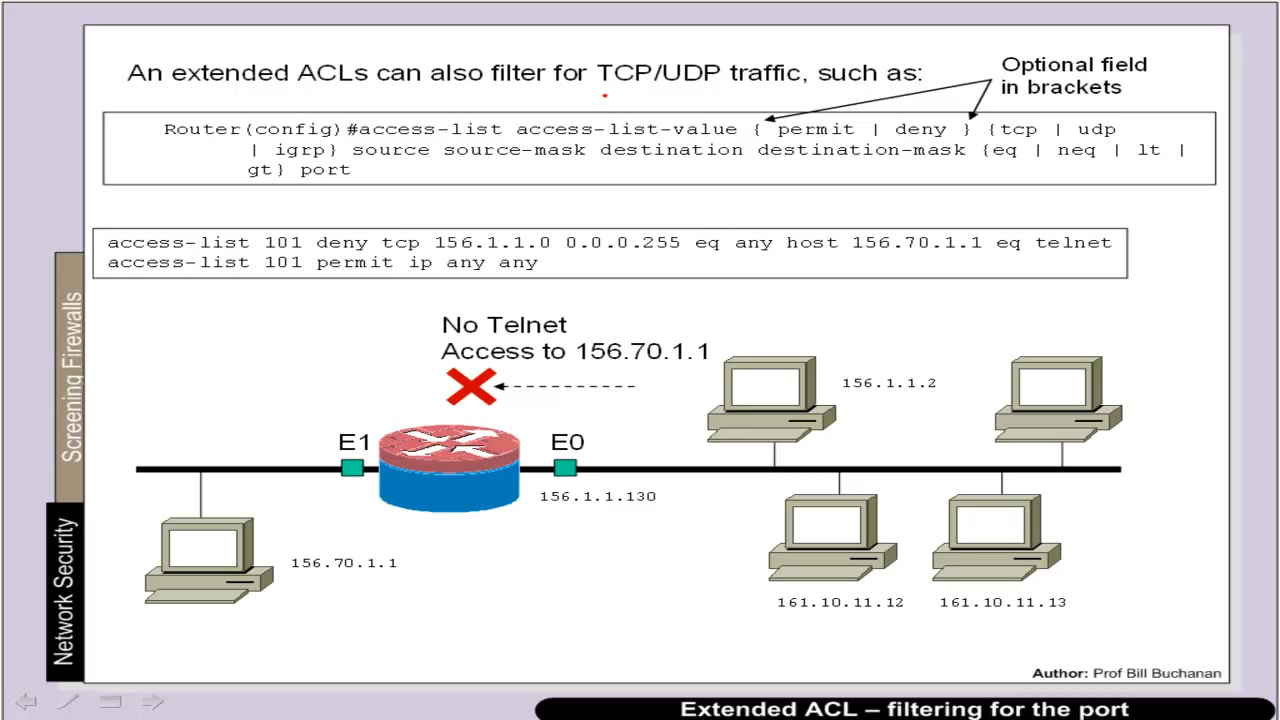 An extended ACLs can also filter for TCP/UDP traffic, such as:
Optional field
in brackets
Router(config)#access-list access-list-value { permit | deny } {tcp | udp
| igrp} source source-mask destination destination-mask {eq | neq | lt |
gt} port
access-list 101 deny tcp 156.1.1.0 0.0.0.255 eq any host 156.70.1.1 eq telnet
access-list 101 permit ip any any
No Telnet
Access to 156.70.1.1
156.1.1.2
E1
E0
156.1.1.130
156.70.1.1
161.10.11.12
161.10.11.13
Screening Firewalls
Network Security
Author: Prof Bill Buchanan
Extended ACL – filtering for the port